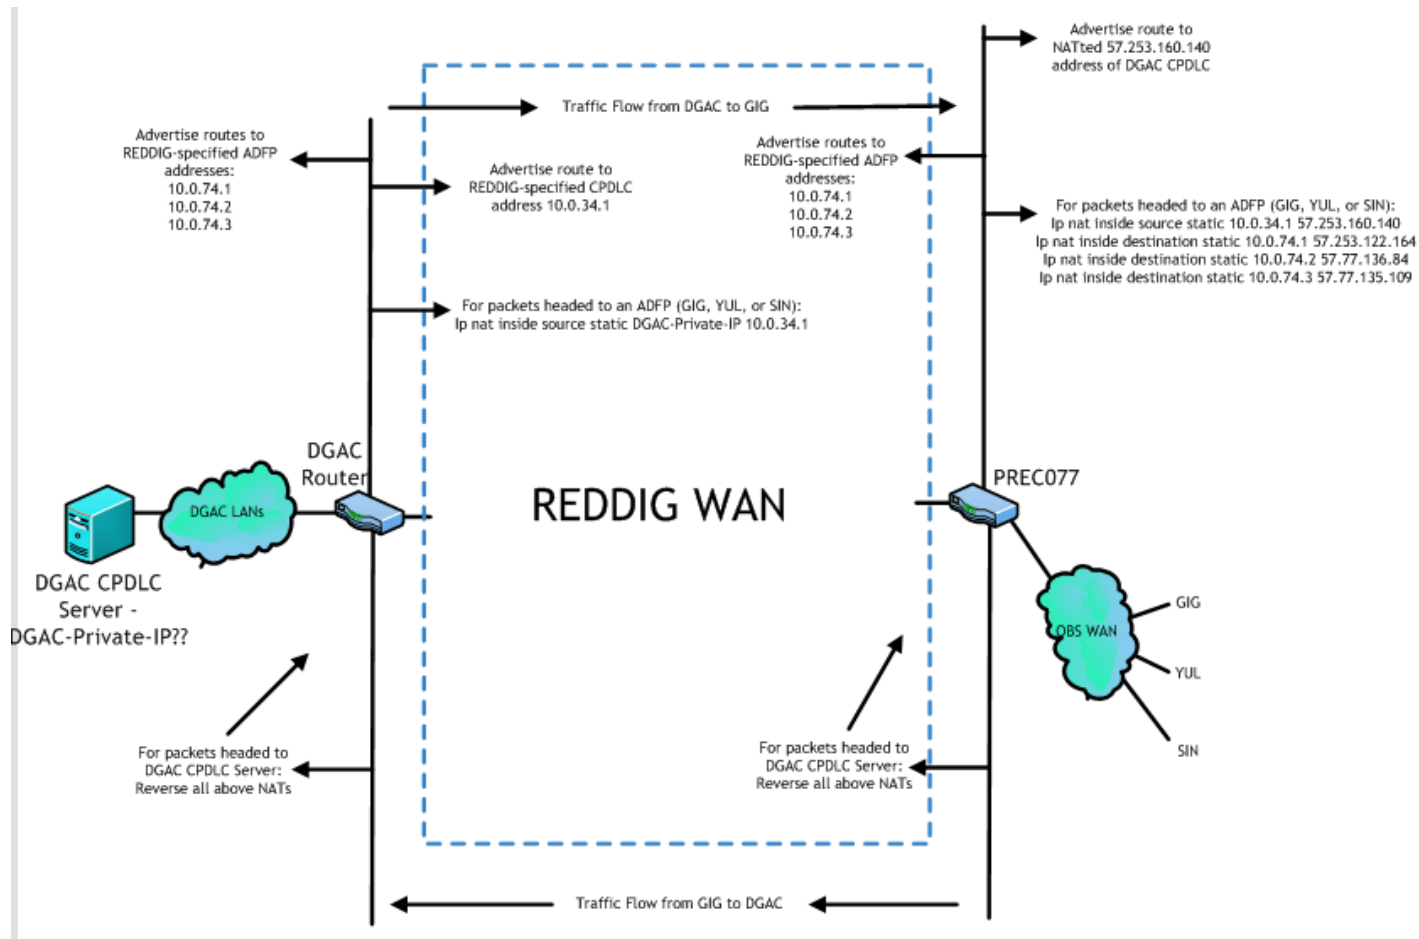 Advertise route to
NATted 57.253.160.140
address of DGAC CPDLC
Traffic Flow from DGAC to GIG
Advertise routes to
REDDIG-specified ADFP
addresses:
10.0.74.1
10.0.74.2
10.0.74.3
Advertise route to
REDDIG-specified CPDLC
address 10.0.34.1
Advertise routes to
REDDIG-specified ADFP
addresses:
10.0.74.1
10.0.74.2
10.0.74.3
For packets headed to an ADFP (GIG, YUL, or SIN):
Ip nat inside source static 10.0.34.1 57.253.160.140
Ip nat inside destination static 10.0.74.1 57.253.122.164
Ip nat inside destination static 10.0.74.2 57.77.136.84
Ip nat inside destination static 10.0.74.3 57.77.135.109
For packets headed to an ADFP (GIG, YUL, or SIN):
Ip nat inside source static DGAC-Private-IP 10.0.34.1
DGAC
Router
PREC077
REDDIG WAN
DGAC LANs
DGAC CPDLC
Server -
DGAC-Private-IP??
OBS WAN
GIG
YUL
SIN
For packets headed to
DGAC CPDLC Server:
Reverse all above NATs
For packets headed to
DGAC CPDLC Server:
Reverse all above NATs
Traffic Flow from GIG to DGAC